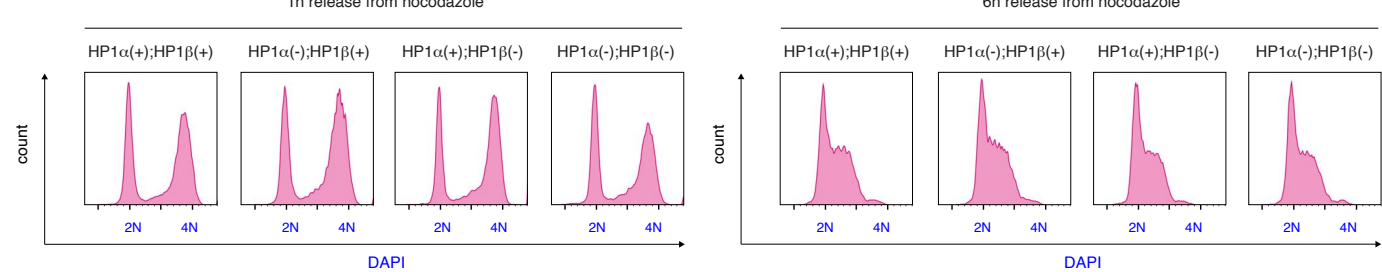 1h release from nocodazole
6h release from nocodazole
HP1α(+);HP1β(+) HP1α(-);HP1β(+) HP1α(+);HP1β(-) HP1α(-);HP1β(-)
HP1α(+);HP1β(+) HP1α(-);HP1β(+) HP1α(+);HP1β(-) HP1α(-);HP1β(-)
count
count
2N 4N 2N 4N 2N 4N 2N 4N
2N 4N 2N 4N 2N 4N 2N 4N
DAPI
DAPI